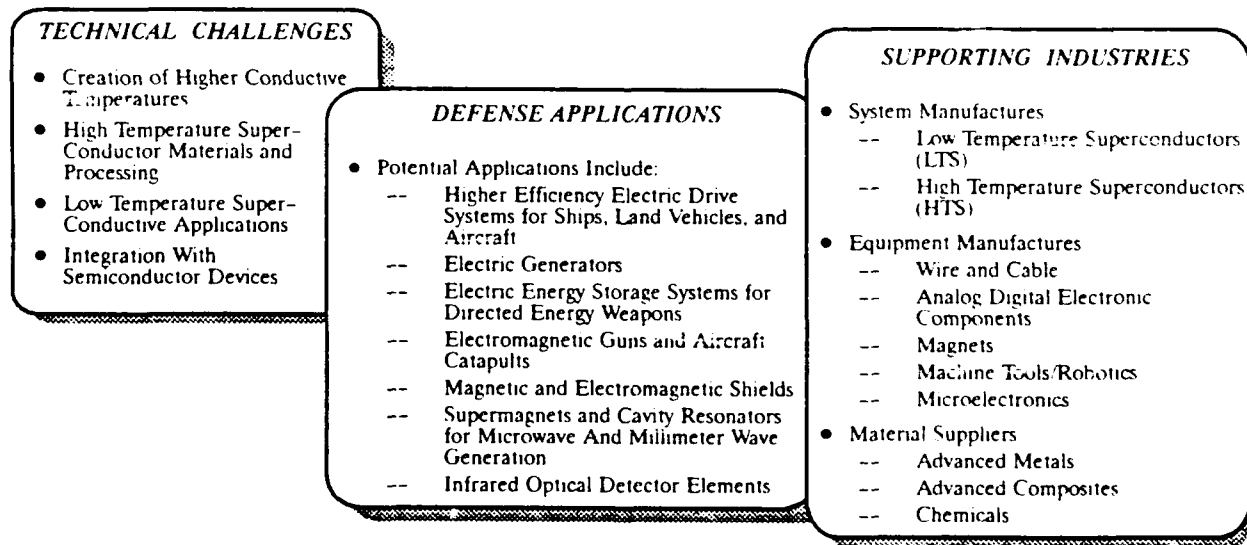 TECHNICAL CHALLENGES
• Creation of Higher Conductive
Temperatures
• High Temperature Super-
Conductor Materials and
Processing
• Low Temperature Super-
Conductive Applications
• Integration With
Semiconductor Devices
DEFENSE APPLICATIONS
• Potential Applications Include:
-- Higher Efficiency Electric Drive
Systems for Ships, Land Vehicles, and
Aircraft
-- Electric Generators
-- Electric Energy Storage Systems for
Directed Energy Weapons
-- Electromagnetic Guns and Aircraft
Catapults
-- Magnetic and Electromagnetic Shields
-- Supermagnets and Cavity Resonators
for Microwave And Millimeter Wave
Generation
-- Infrared Optical Detector Elements
SUPPORTING INDUSTRIES
• System Manufactures
-- Low Temperature Superconductors
(LTS)
-- High Temperature Superconductors
(HTS)
• Equipment Manufactures
-- Wire and Cable
-- Analog Digital Electronic
Components
-- Magnets
-- Machine Tools/Robotics
-- Microelectronics
• Material Suppliers
-- Advanced Metals
-- Advanced Composites
-- Chemicals